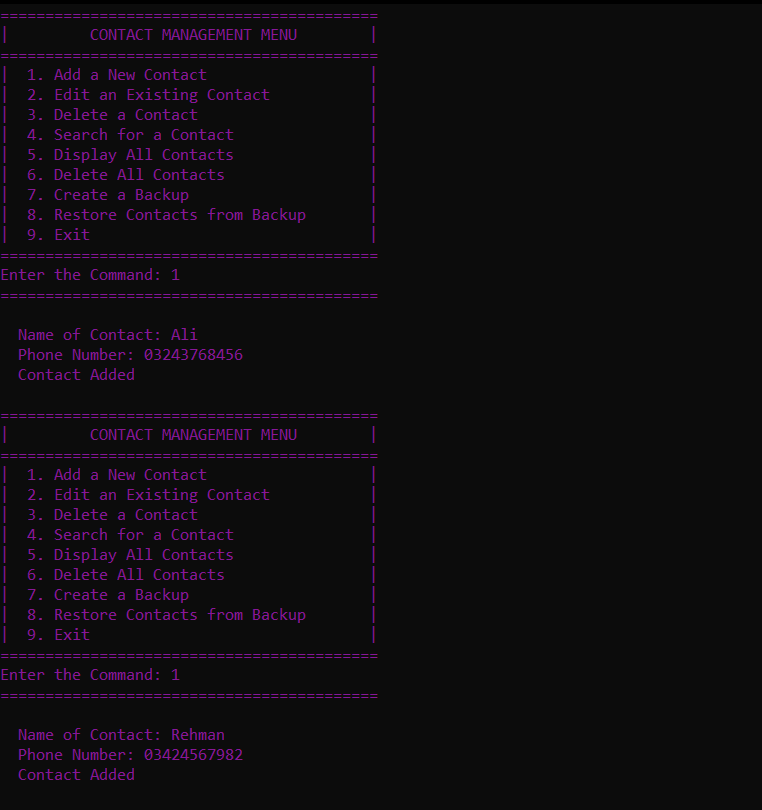 ==========================================
|         CONTACT MANAGEMENT MENU        |
==========================================
|  1. Add a New Contact                  |
|  2. Edit an Existing Contact           |
|  3. Delete a Contact                   |
|  4. Search for a Contact               |
|  5. Display All Contacts               |
|  6. Delete All Contacts                |
|  7. Create a Backup                    |
|  8. Restore Contacts from Backup       |
|  9. Exit                               |
==========================================
Enter the Command: 1
==========================================
  Name of Contact: Ali
  Phone Number: 03243768456
  Contact Added
==========================================
|         CONTACT MANAGEMENT MENU        |
==========================================
|  1. Add a New Contact                  |
|  2. Edit an Existing Contact           |
|  3. Delete a Contact                   |
|  4. Search for a Contact               |
|  5. Display All Contacts               |
|  6. Delete All Contacts                |
|  7. Create a Backup                    |
|  8. Restore Contacts from Backup       |
|  9. Exit                               |
==========================================
Enter the Command: 1
==========================================
  Name of Contact: Rehman
  Phone Number: 03424567982
  Contact Added